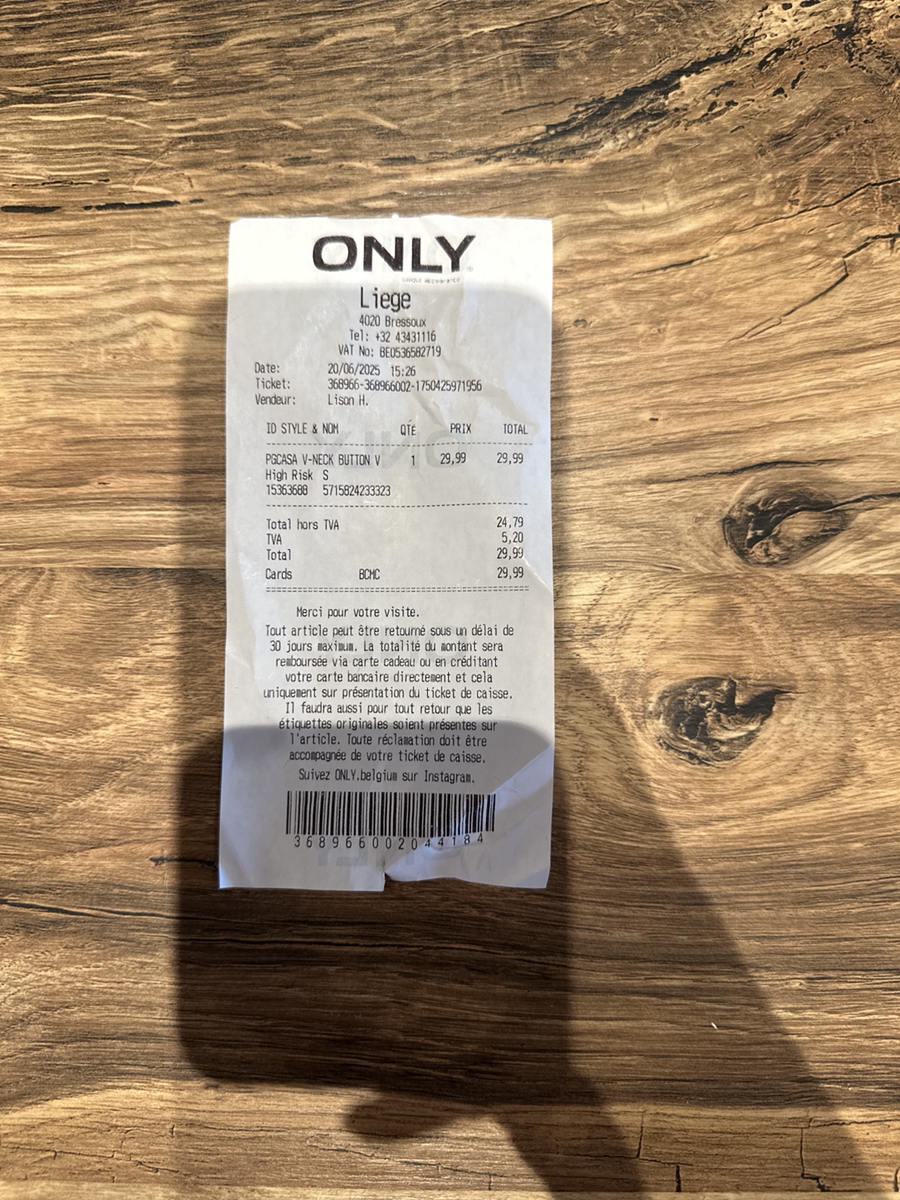 ONLY
Liege
4020 Bressoux
Tel: +32 43431116
VAT No: BE0536582719
Date: 20/06/2025 15:26
Ticket: 368966-368966002-1750425971956
Vendeur: Lison H.
ID STYLE & NOM QTÉ PRIX TOTAL
PGCASA V-NECK BUTTON V 1 29,99 29,99
High Risk S
15363688 5715824233323
Total hors TVA 24,79
TVA 5,20
Total 29,99
Cards BCMC 29,99
Merci pour votre visite.
Tout article peut être retourné sous un délai de
30 jours maximum. La totalité du montant sera
remboursée via carte cadeau ou en créditant
votre carte bancaire directement et cela
uniquement sur présentation du ticket de caisse.
Il faudra aussi pour tout retour que les
étiquettes originales soient présentes sur
l'article. Toute réclamation doit être
accompagnée de votre ticket de caisse.
Suivez ONLY.belgium sur Instagram.
36896600204​4184